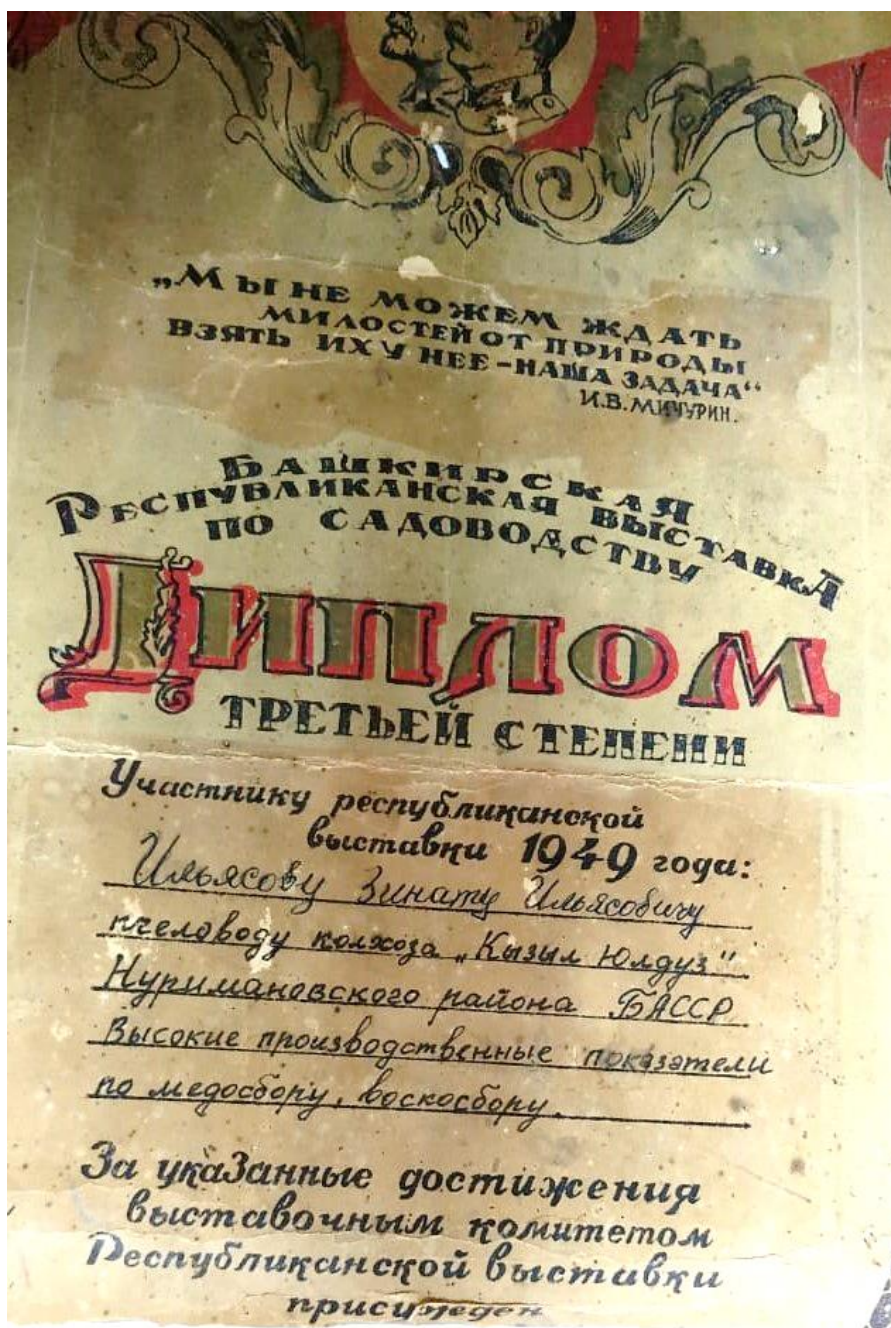 „Мы не можем ждать
милостей от природы
взять их у нее – наша задача“
И.В. Мичурин.
Башкирская
Республиканская выставка
по садоводству
Диплом
третьей степени
Участнику республиканской
выставки 1949 года:
Ильясову Зинату Ильясовичу
пчеловоду колхоза „Кызыл Юлдуз"
Нуримановского района БАССР
Высокие производственные показатели
по медосбору, воскосбору.
За указанные достижения
выставочным комитетом
Республиканской выставки
присужден